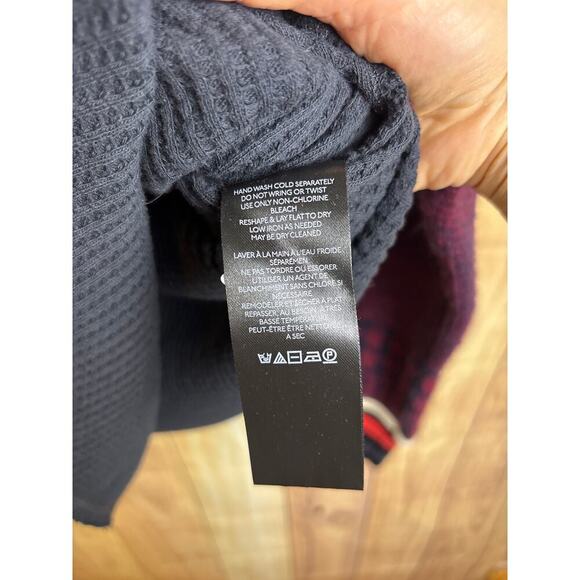 HAND WASH COLD SEPARATELY
DO NOT WRING OR TWIST
USE ONLY NON-CHLORINE
BLEACH
RESHAPE & LAY FLAT TO DRY
LOW IRON AS NEEDED
MAY BE DRY CLEANED
LAVER À LA MAIN À L'EAU FROIDE
SÉPARÉMEN
NE PAS TORDRE OU ESSORER
UTILISER UN AGENT DE
BLANCHIMENT SANS CHLORE SI
NÉCESSAIRE
REMODELER ET SÉCHER À PLAT
REPASSER, AU BESOIN, À TRÈS
BASSE TEMPÉRATURE
PEUT-ÊTRE ÊTRE NETTOYÉ
A SEC
P